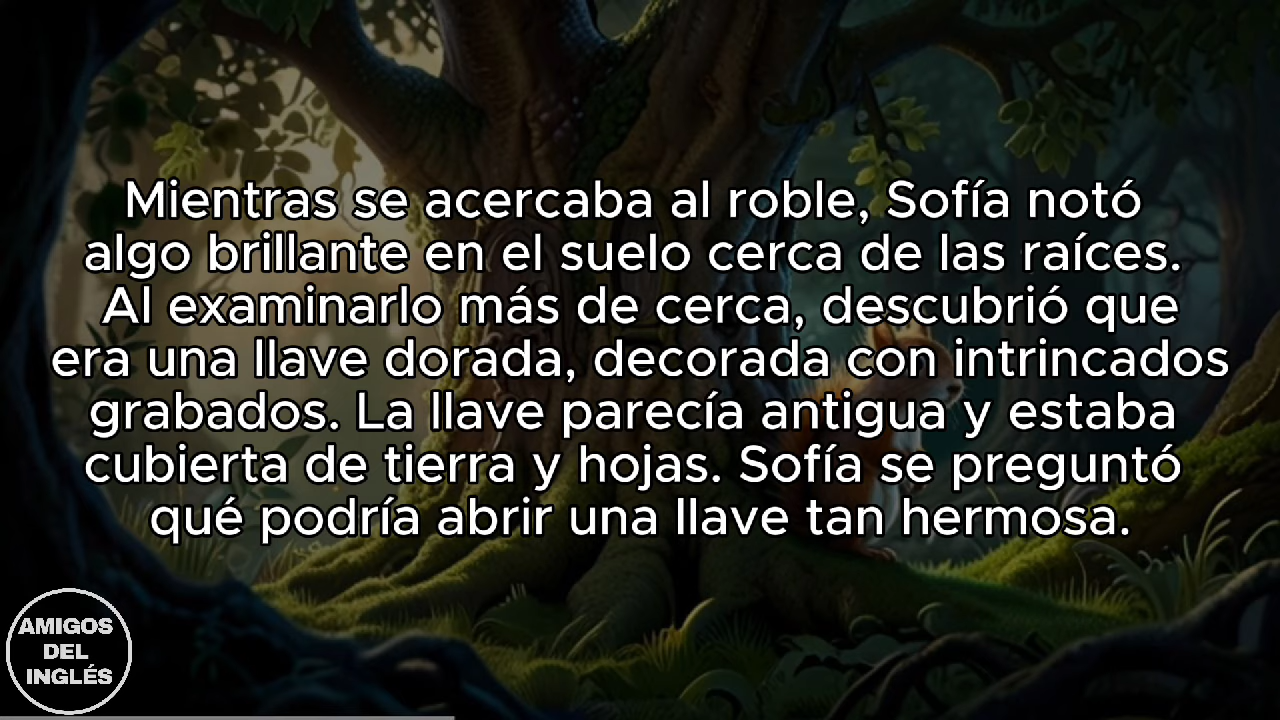 Mientras se acercaba al roble, Sofía notó
algo brillante en el suelo cerca de las raíces.
Al examinarlo más de cerca, descubrió que
era una llave dorada, decorada con intrincados
grabados. La llave parecía antigua y estaba
cubierta de tierra y hojas. Sofía se preguntó
qué podría abrir una llave tan hermosa.
AMIGOS
DEL
INGLÉS